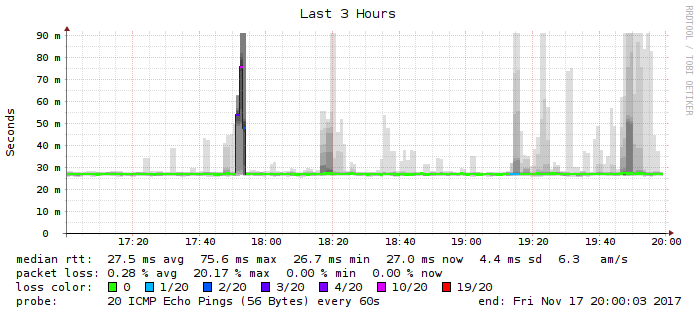 Last 3 Hours
RRDTOOL / TOBI OETIKER
Seconds
90 m
80 m
70 m
60 m
50 m
40 m
30 m
20 m
10 m
0
17:20 17:40 18:00 18:20 18:40 19:00 19:20 19:40 20:00
median rtt: 27.5 ms avg 75.6 ms max 26.7 ms min 27.0 ms now 4.4 ms sd 6.3 am/s
packet loss: 0.28 % avg 20.17 % max 0.00 % min 0.00 % now
loss color: 0 1/20 2/20 3/20 4/20 10/20 19/20
probe: 20 ICMP Echo Pings (56 Bytes) every 60s end: Fri Nov 17 20:00:03 2017